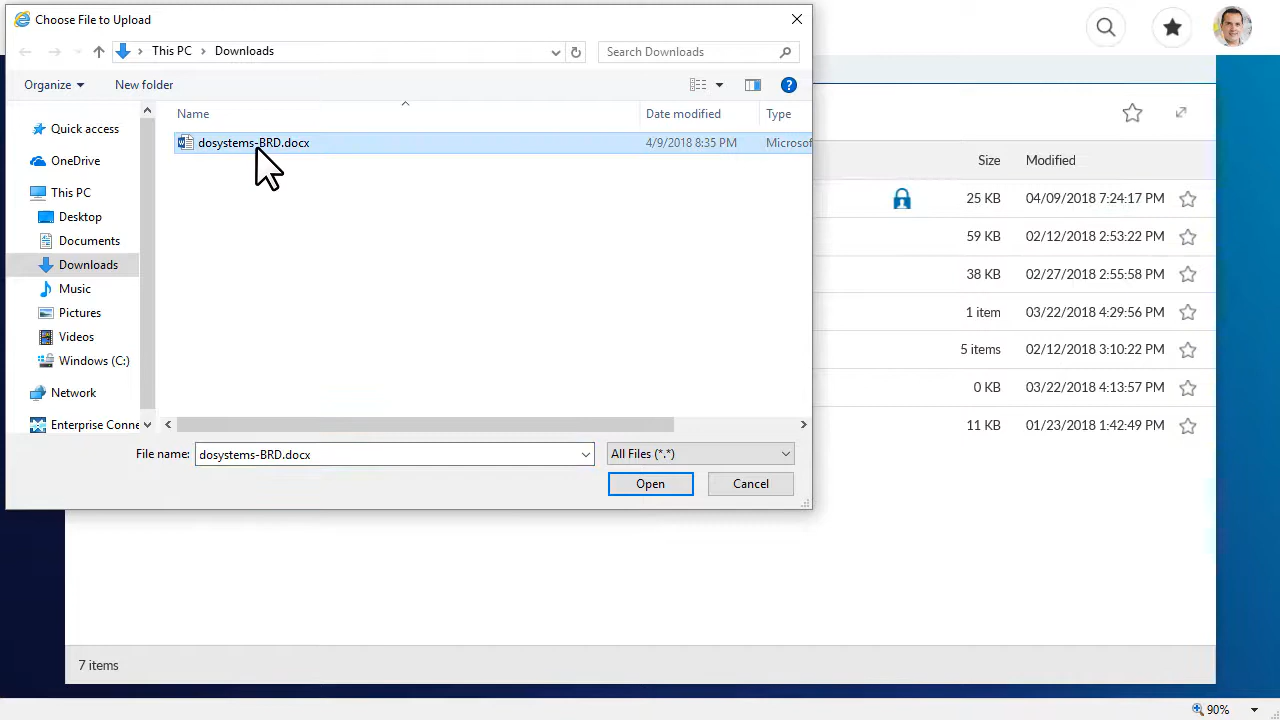 Choose File to Upload
This PC Downloads
Search Downloads
Organize New folder
Name Date modified Type
Quick access
dosystems-BRD.docx 4/9/2018 8:35 PM Microsof
OneDrive
This PC
Desktop
Documents
Downloads
Music
Pictures
Videos
Windows (C:)
Network
Enterprise Conne
File name: dosystems-BRD.docx All Files (*.*)
Open Cancel
Size Modified
25 KB 04/09/2018 7:24:17 PM
59 KB 02/12/2018 2:53:22 PM
38 KB 02/27/2018 2:55:58 PM
1 item 03/22/2018 4:29:56 PM
5 items 02/12/2018 3:10:22 PM
0 KB 03/22/2018 4:13:57 PM
11 KB 01/23/2018 1:42:49 PM
7 items
90%